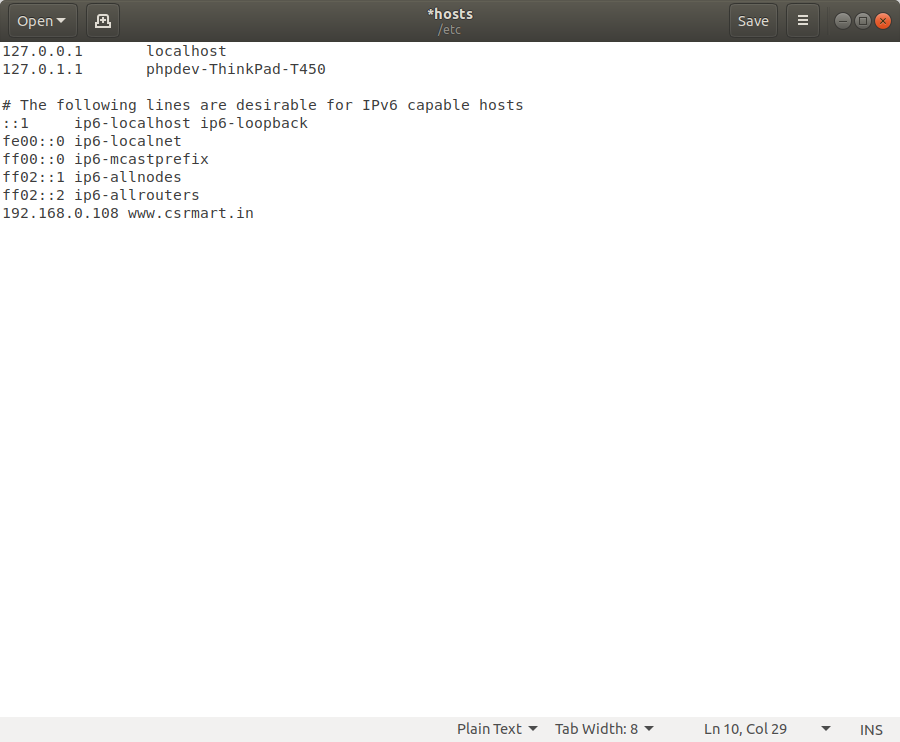 Open
*hosts
/etc
Save
127.0.0.1       localhost
127.0.1.1       phpdev-ThinkPad-T450
# The following lines are desirable for IPv6 capable hosts
::1     ip6-localhost ip6-loopback
fe00::0 ip6-localnet
ff00::0 ip6-mcastprefix
ff02::1 ip6-allnodes
ff02::2 ip6-allrouters
192.168.0.108 www.csrmart.in
Plain Text
Tab Width: 8
Ln 10, Col 29
INS